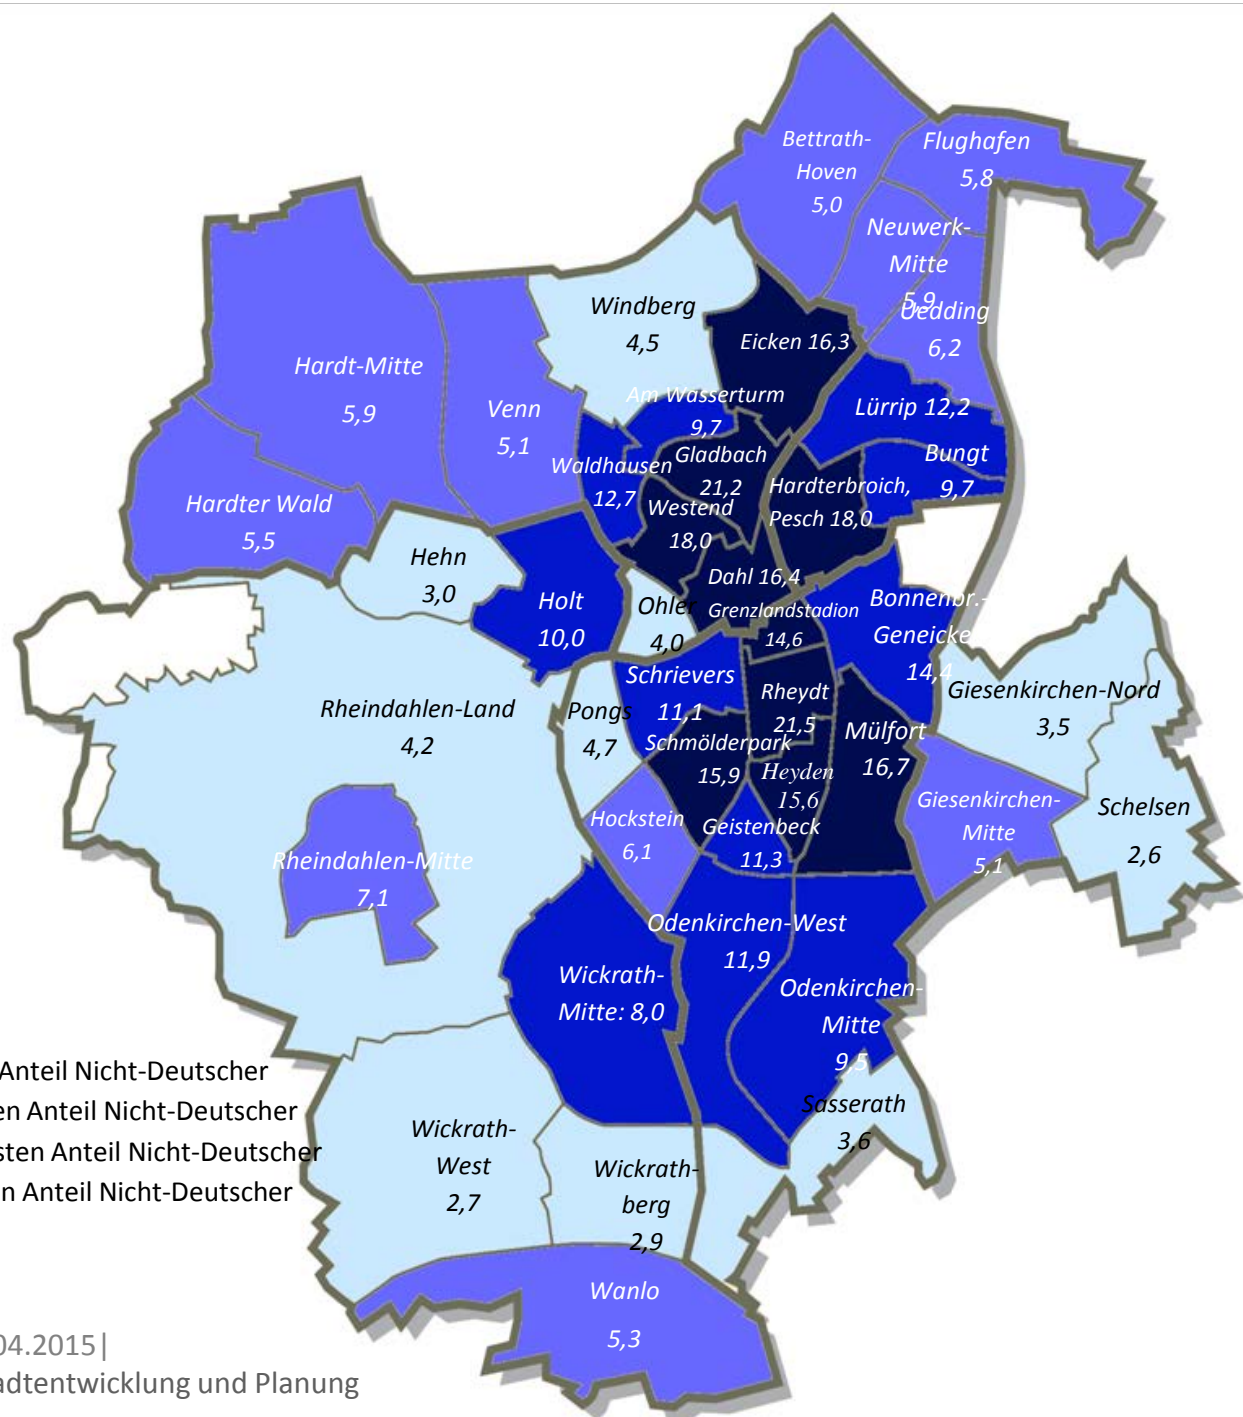 Bettrath-
Hoven
5,0
Flughafen
5,8
Neuwerk-
Mitte
5,9
Uedding
6,2
Windberg
4,5
Eicken 16,3
Hardt-Mitte
5,9
Venn
5,1
Am Wasserturm
9,7
Lürrip 12,2
Waldhausen
12,7
Gladbach
21,2
Bungt
9,7
Hardter Wald
5,5
Westend
18,0
Hardterbroich,
Pesch 18,0
Hehn
3,0
Holt
10,0
Ohler
4,0
Dahl 16,4
Grenzlandstadion
14,6
Bonnenbr.-
Geneicke
14,4
Rheindahlen-Land
4,2
Pongs
4,7
Schrievers
11,1
Rheydt
21,5
Mülfort
16,7
Giesenkirchen-Nord
3,5
Schmölderpark
15,9
Heyden
15,6
Giesenkirchen-
Mitte
5,1
Schelsen
2,6
Hockstein
6,1
Geistenbeck
11,3
Rheindahlen-Mitte
7,1
Odenkirchen-West
11,9
Wickrath-
Mitte: 8,0
Odenkirchen-
Mitte
9,5
Anteil Nicht-Deutscher
en Anteil Nicht-Deutscher
sten Anteil Nicht-Deutscher
n Anteil Nicht-Deutscher
Sasserath
3,6
Wickrath-
West
2,7
Wickrath-
berg
2,9
Wanlo
5,3
04.2015|
adtentwicklung und Planung